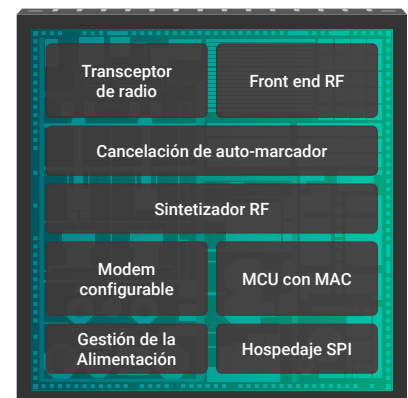 Transceptor
de radio
Front end RF
Cancelación de auto-marcador
Sintetizador RF
Modem
configurable
MCU con MAC
Gestión de la
Alimentación
Hospedaje SPI